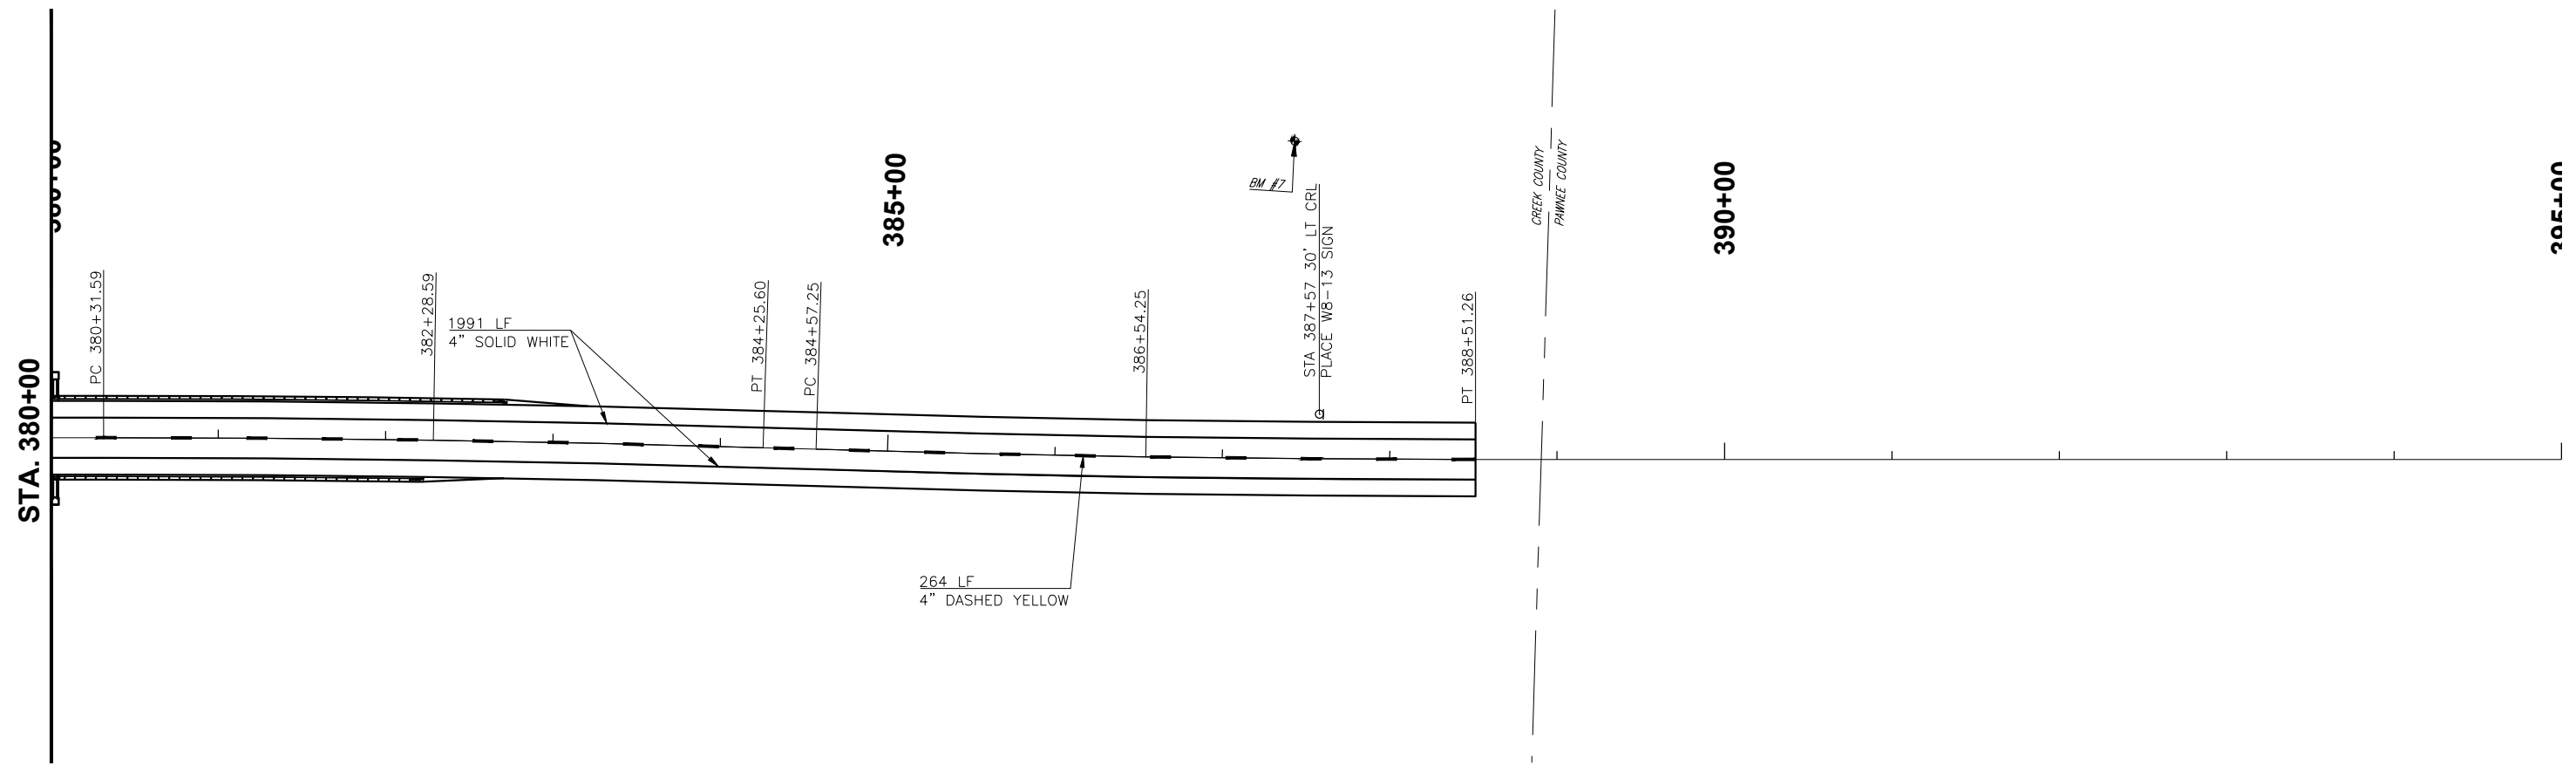 STA. 380+00
PC 380+31.59
382+28.59
1991 LF
4" SOLID WHITE
PT 384+25.60
PC 384+57.25
385+00
264 LF
4" DASHED YELLOW
386+54.25
BM #7
STA 387+57 30' LT CRL
PLACE W8-13 SIGN
PT 388+51.26
CREEK COUNTY
PAWNEE COUNTY
390+00
395+00